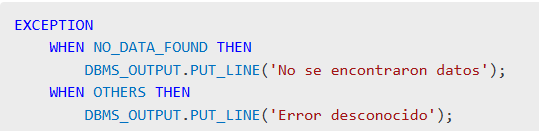 EXCEPTION
    WHEN NO_DATA_FOUND THEN
        DBMS_OUTPUT.PUT_LINE('No se encontraron datos');
    WHEN OTHERS THEN
        DBMS_OUTPUT.PUT_LINE('Error desconocido');